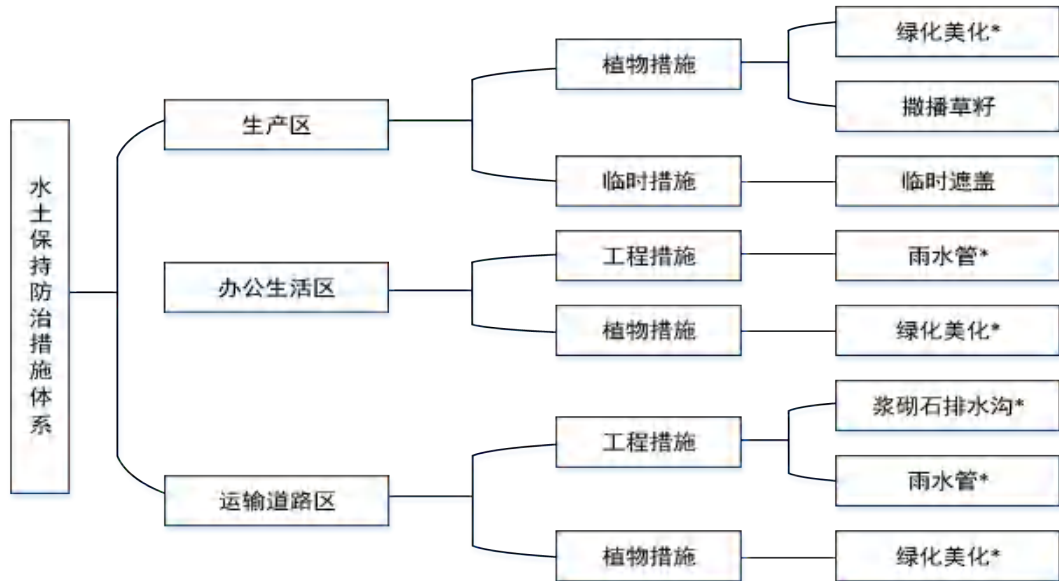 水土保持防治措施体系
生产区
植物措施
绿化美化*
撒播草籽
临时措施
临时遮盖
办公生活区
工程措施
雨水管*
植物措施
绿化美化*
运输道路区
工程措施
浆砌石排水沟*
雨水管*
植物措施
绿化美化*